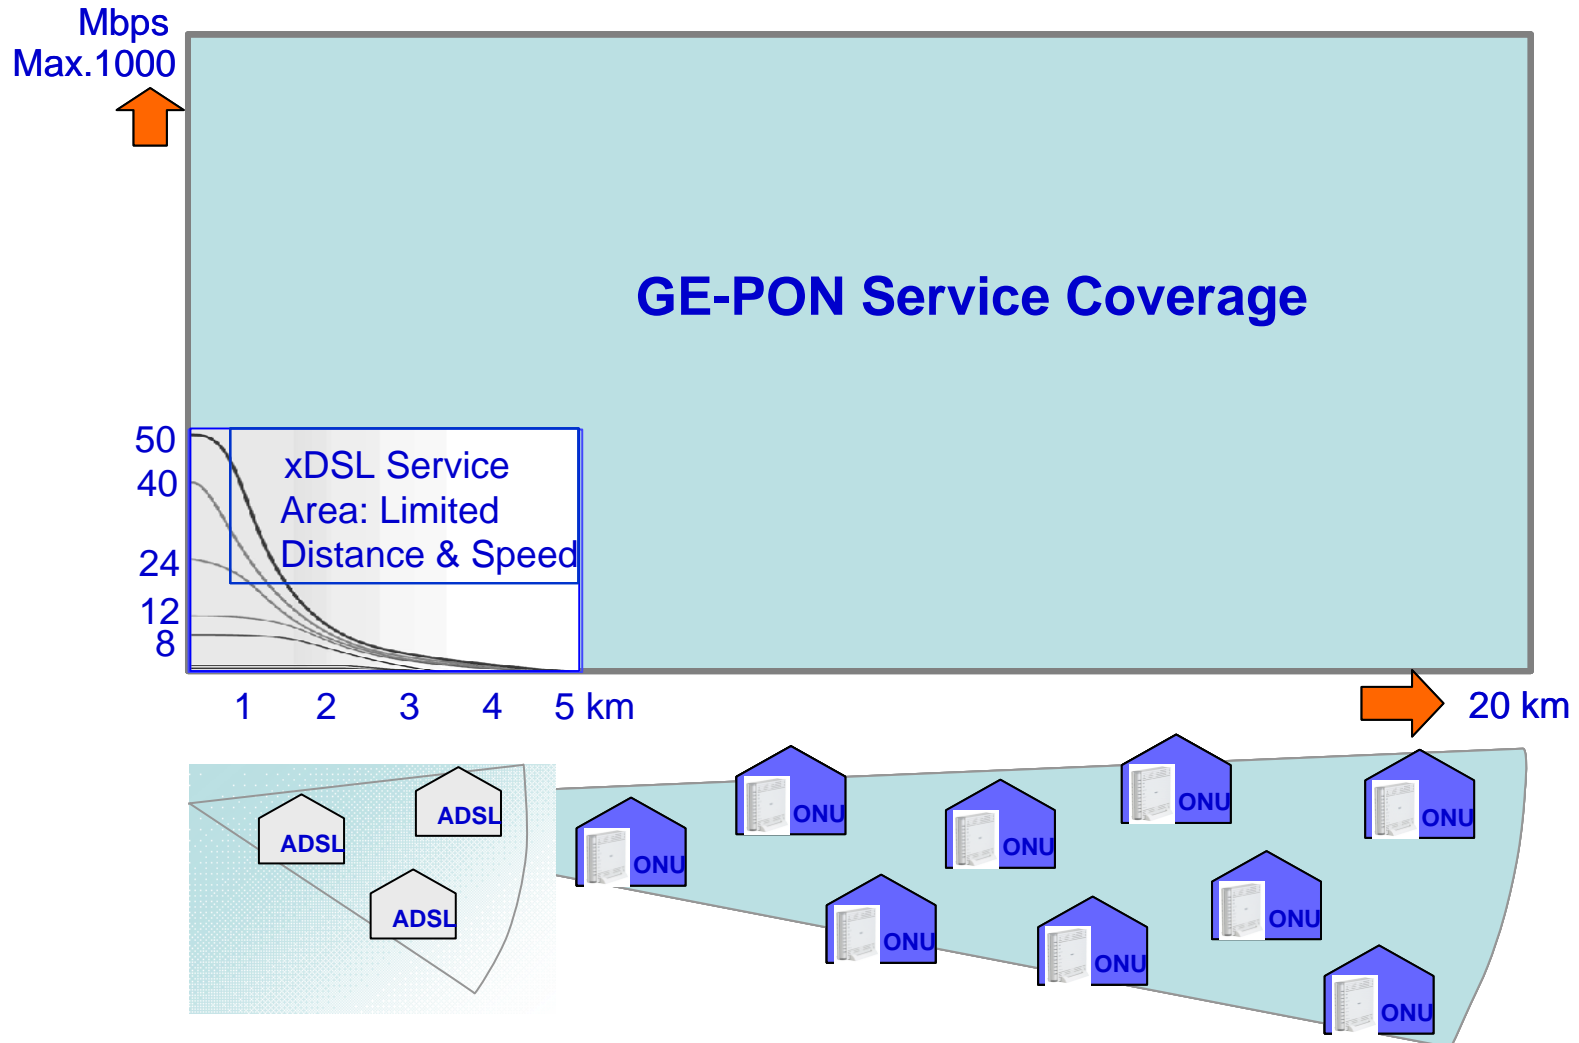 Mbps
Max.1000
GE-PON Service Coverage
50
40
24
12
8
xDSL Service
Area: Limited
Distance & Speed
1 2 3 4 5 km
20 km
ADSL
ADSL
ADSL
ONU
ONU
ONU
ONU
ONU
ONU
ONU
ONU
ONU